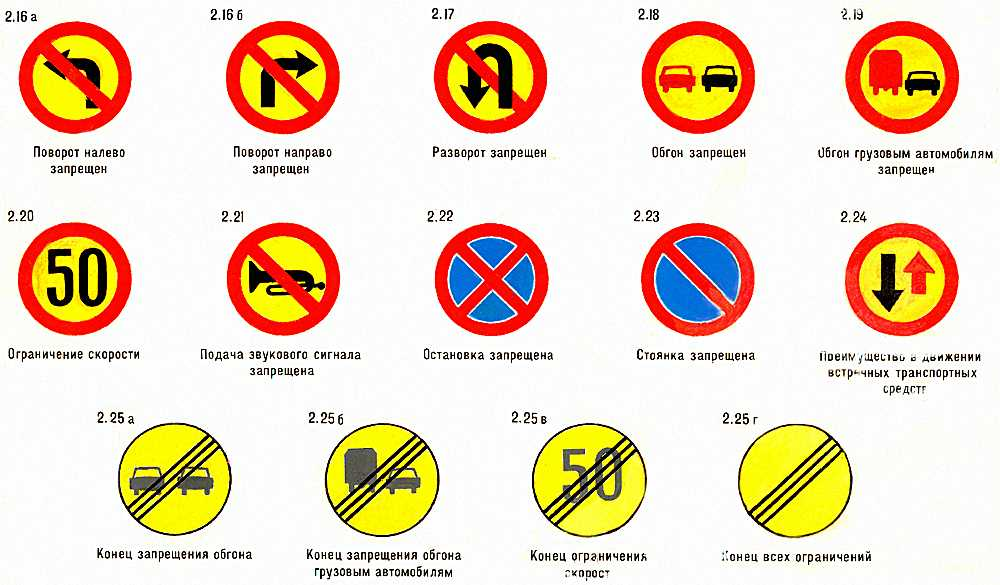 2.16 а
2.16 б
2.17
2.18
2.19
Поворот налево
запрещен
Поворот направо
запрещен
Разворот запрещен
Обгон запрещен
Обгон грузовым автомобилям
запрещен
2.20
2.21
2.22
2.23
2.24
50
Ограничение скорости
Подача звукового сигнала
запрещена
Остановка запрещена
Стоянка запрещена
Преимущество в движении
встречных транспортных
средств
2.25 а
2.25 б
2.25 в
2.25 г
50
Конец запрещения обгона
Конец запрещения обгона
грузовым автомобилям
Конец ограничения
скорост
Конец всех ограничений